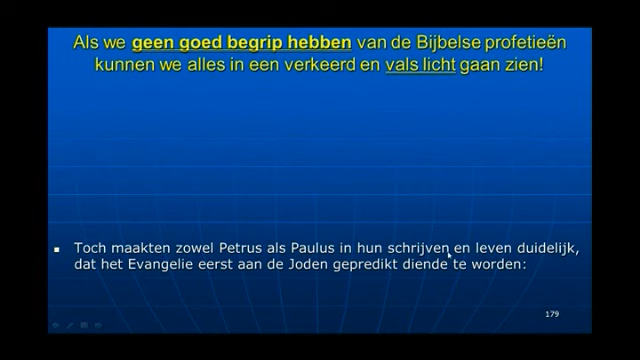 Als we geen goed begrip hebben van de Bijbelse profetieën
kunnen we alles in een verkeerd en vals licht gaan zien!
Toch maakten zowel Petrus als Paulus in hun schrijven en leven duidelijk,
dat het Evangelie eerst aan de Joden gepredikt diende te worden:
179